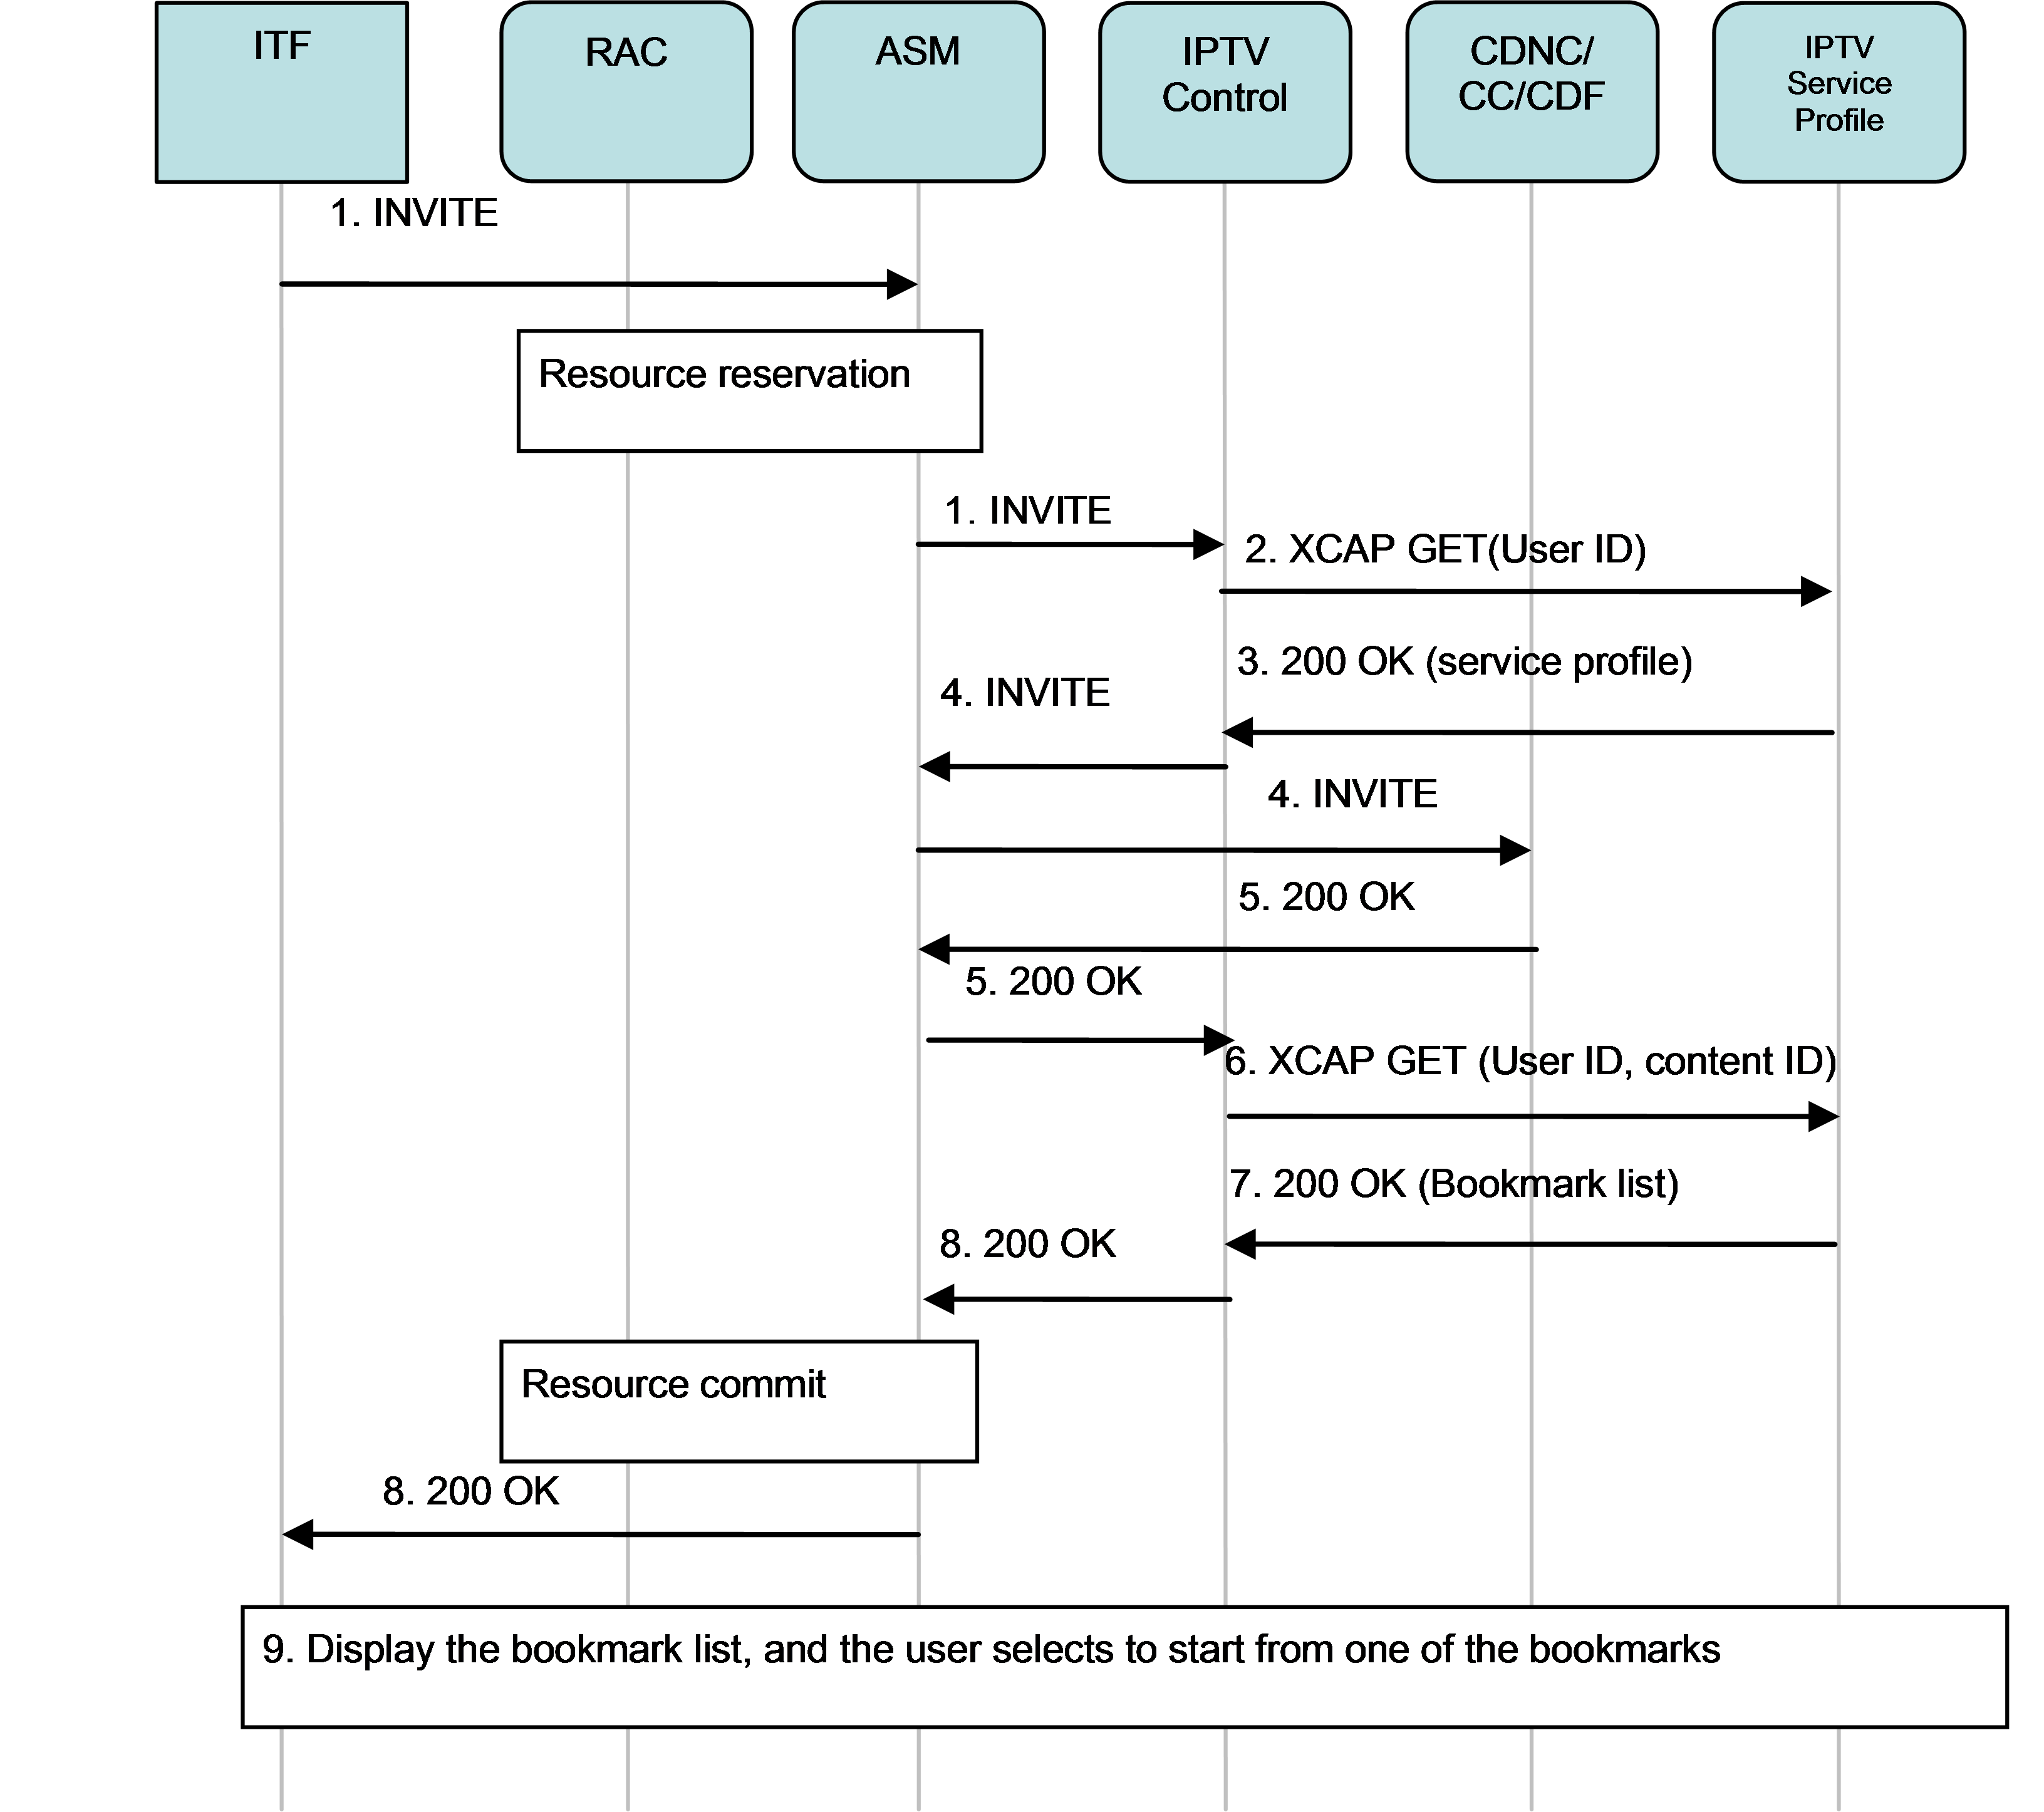 ITF
RAC
ASM
IPTV
Control
CDNC/
CC/CDF
IPTV
Service
Profile
1. INVITE
Resource reservation
1. INVITE
2. XCAP GET(User ID)
3. 200 OK (service profile)
4. INVITE
4. INVITE
5. 200 OK
5. 200 OK
6. XCAP GET (User ID, content ID)
7. 200 OK (Bookmark list)
8. 200 OK
Resource commit
8. 200 OK
9. Display the bookmark list, and the user selects to start from one of the bookmarks